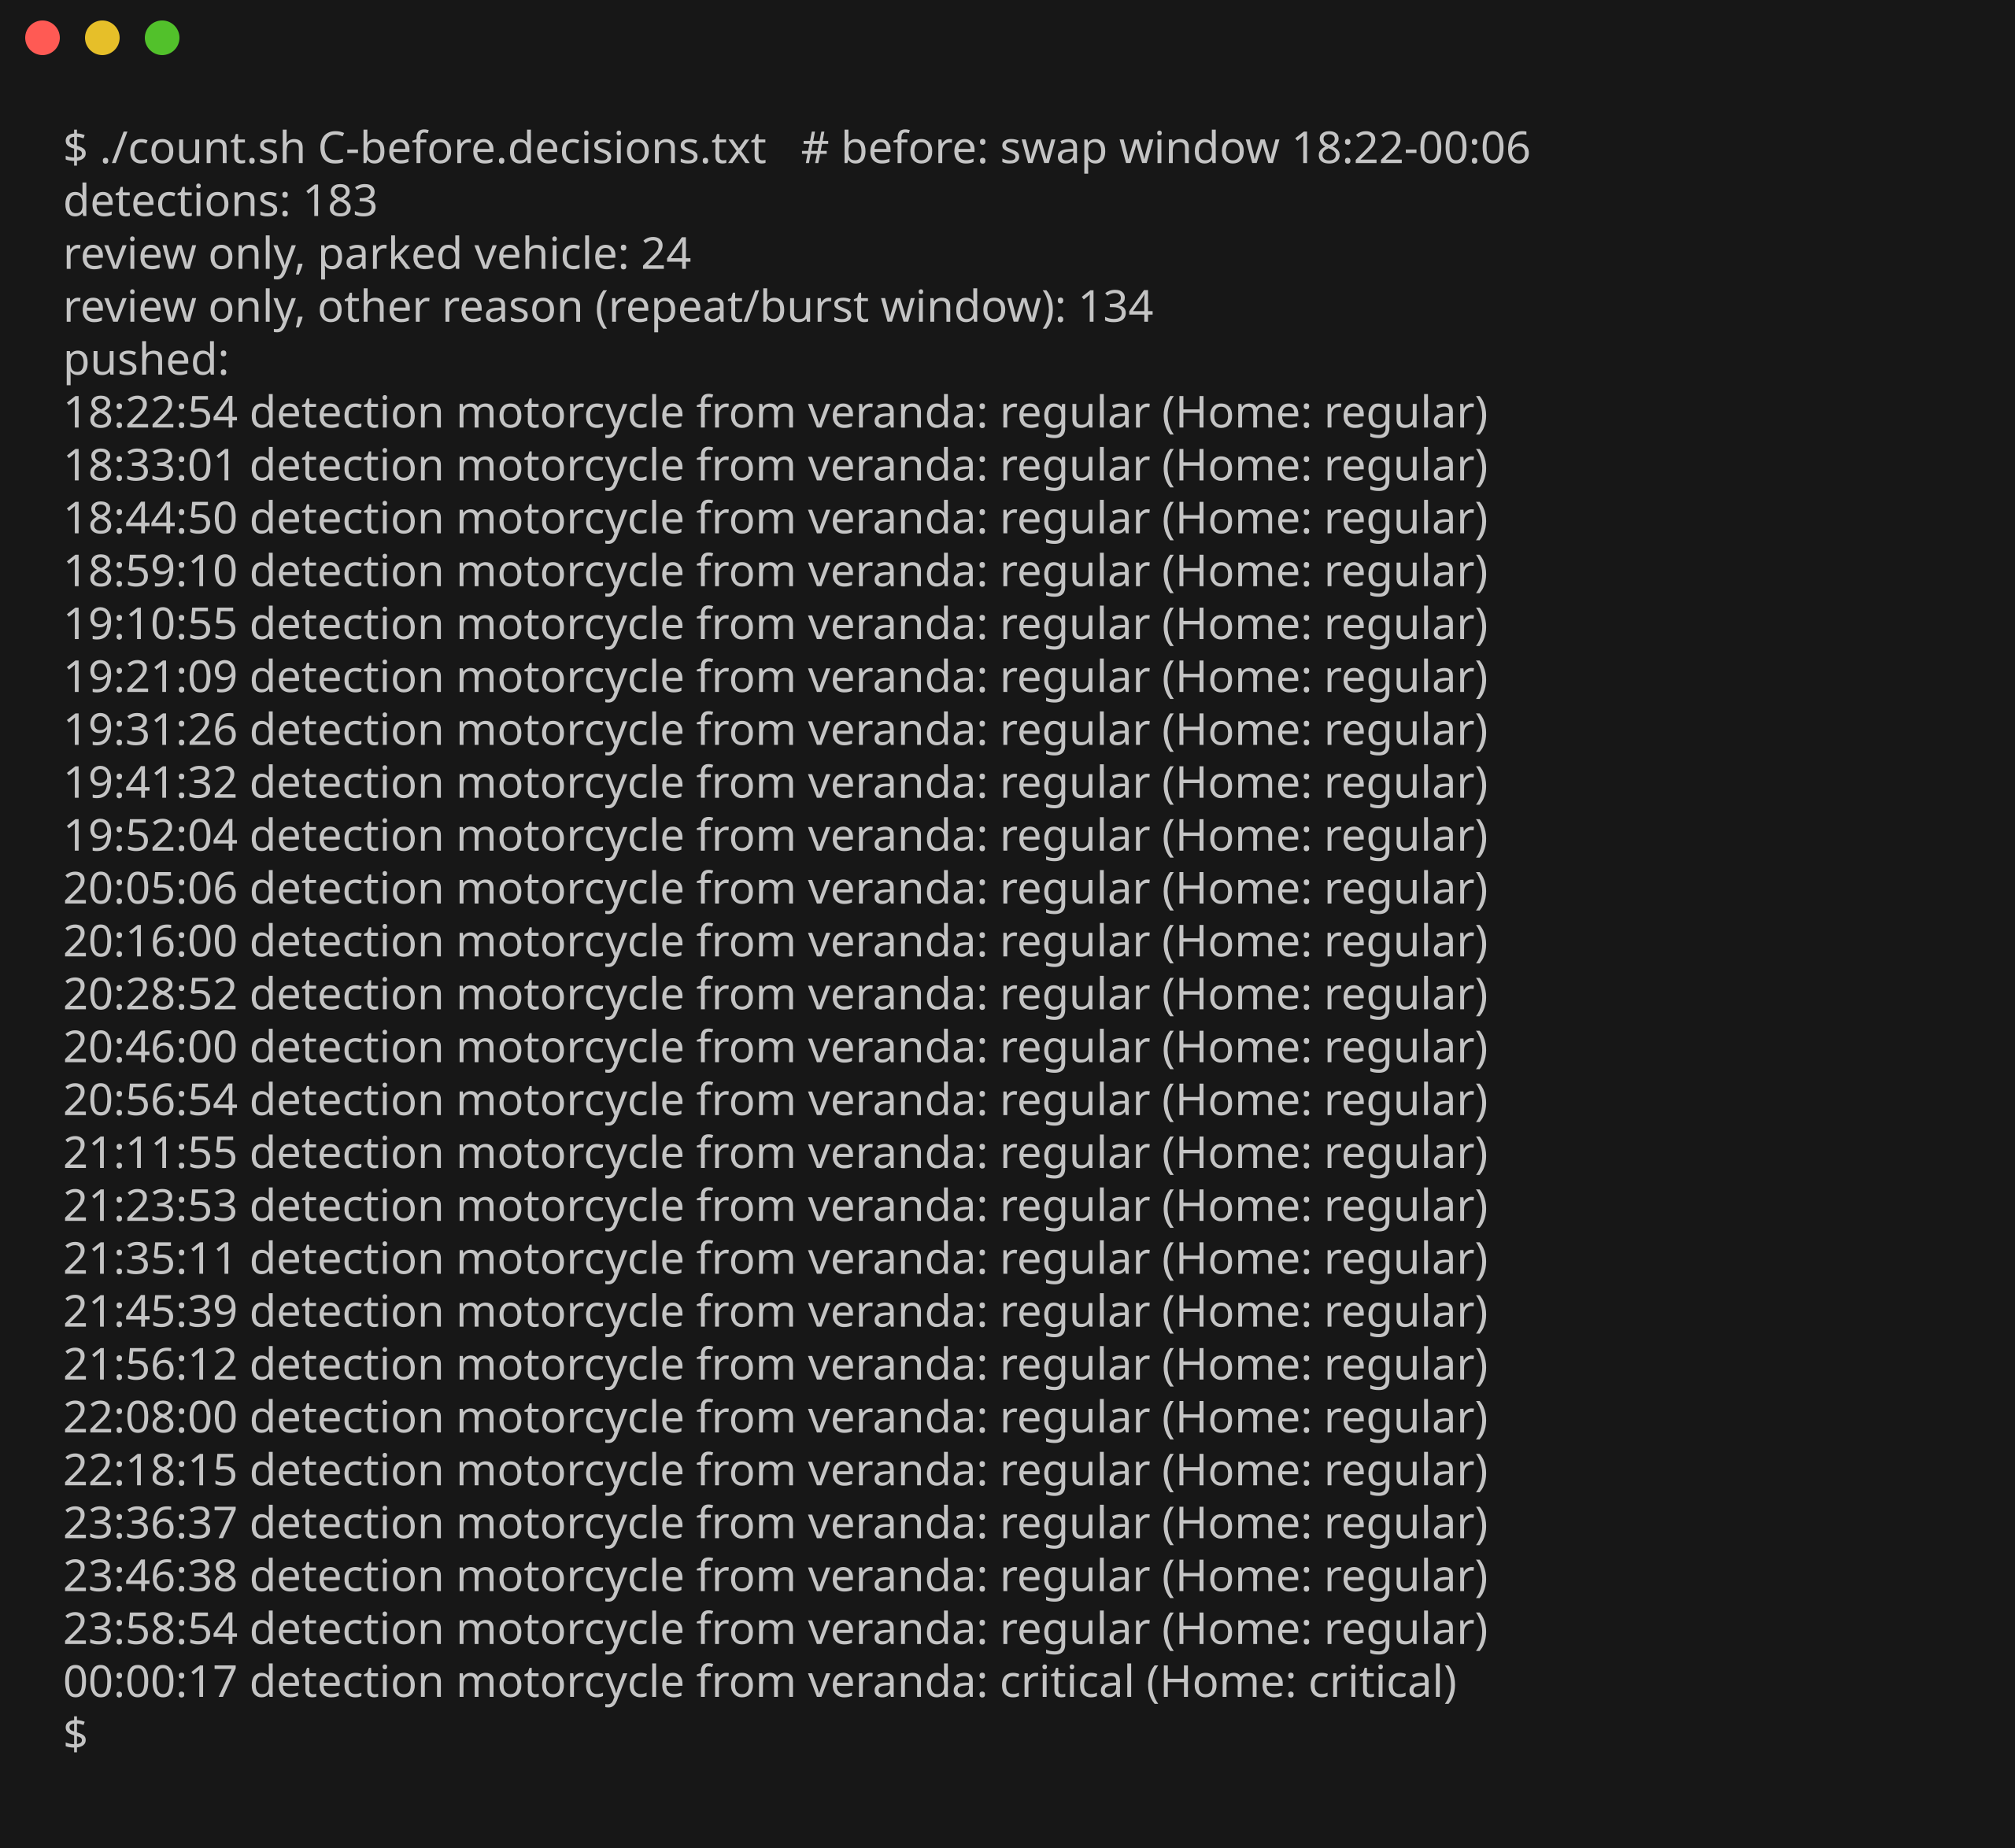 $ ./count.sh C-before.decisions.txt   # before: swap window 18:22-00:06
detections: 183
review only, parked vehicle: 24
review only, other reason (repeat/burst window): 134
pushed:
18:22:54 detection motorcycle from veranda: regular (Home: regular)
18:33:01 detection motorcycle from veranda: regular (Home: regular)
18:44:50 detection motorcycle from veranda: regular (Home: regular)
18:59:10 detection motorcycle from veranda: regular (Home: regular)
19:10:55 detection motorcycle from veranda: regular (Home: regular)
19:21:09 detection motorcycle from veranda: regular (Home: regular)
19:31:26 detection motorcycle from veranda: regular (Home: regular)
19:41:32 detection motorcycle from veranda: regular (Home: regular)
19:52:04 detection motorcycle from veranda: regular (Home: regular)
20:05:06 detection motorcycle from veranda: regular (Home: regular)
20:16:00 detection motorcycle from veranda: regular (Home: regular)
20:28:52 detection motorcycle from veranda: regular (Home: regular)
20:46:00 detection motorcycle from veranda: regular (Home: regular)
20:56:54 detection motorcycle from veranda: regular (Home: regular)
21:11:55 detection motorcycle from veranda: regular (Home: regular)
21:23:53 detection motorcycle from veranda: regular (Home: regular)
21:35:11 detection motorcycle from veranda: regular (Home: regular)
21:45:39 detection motorcycle from veranda: regular (Home: regular)
21:56:12 detection motorcycle from veranda: regular (Home: regular)
22:08:00 detection motorcycle from veranda: regular (Home: regular)
22:18:15 detection motorcycle from veranda: regular (Home: regular)
23:36:37 detection motorcycle from veranda: regular (Home: regular)
23:46:38 detection motorcycle from veranda: regular (Home: regular)
23:58:54 detection motorcycle from veranda: regular (Home: regular)
00:00:17 detection motorcycle from veranda: critical (Home: critical)
$